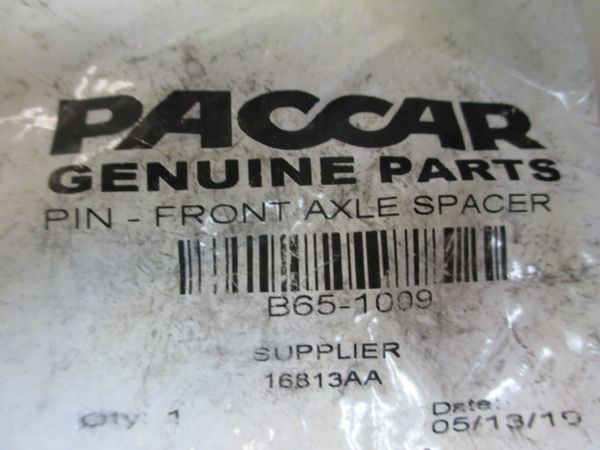 PACCAR
GENUINE PARTS
PIN - FRONT AXLE SPACER
B65-1009
SUPPLIER
16813AA
Qty: 1
Date:
05/13/19